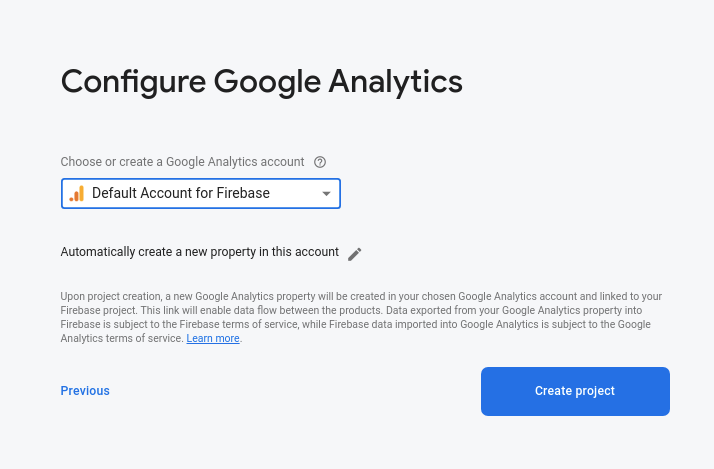 Configure Google Analytics
Choose or create a Google Analytics account
Default Account for Firebase
Automatically create a new property in this account
Upon project creation, a new Google Analytics property will be created in your chosen Google Analytics account and linked to your
Firebase project. This link will enable data flow between the products. Data exported from your Google Analytics property into
Firebase is subject to the Firebase terms of service, while Firebase data imported into Google Analytics is subject to the Google
Analytics terms of service. Learn more.
Previous
Create project